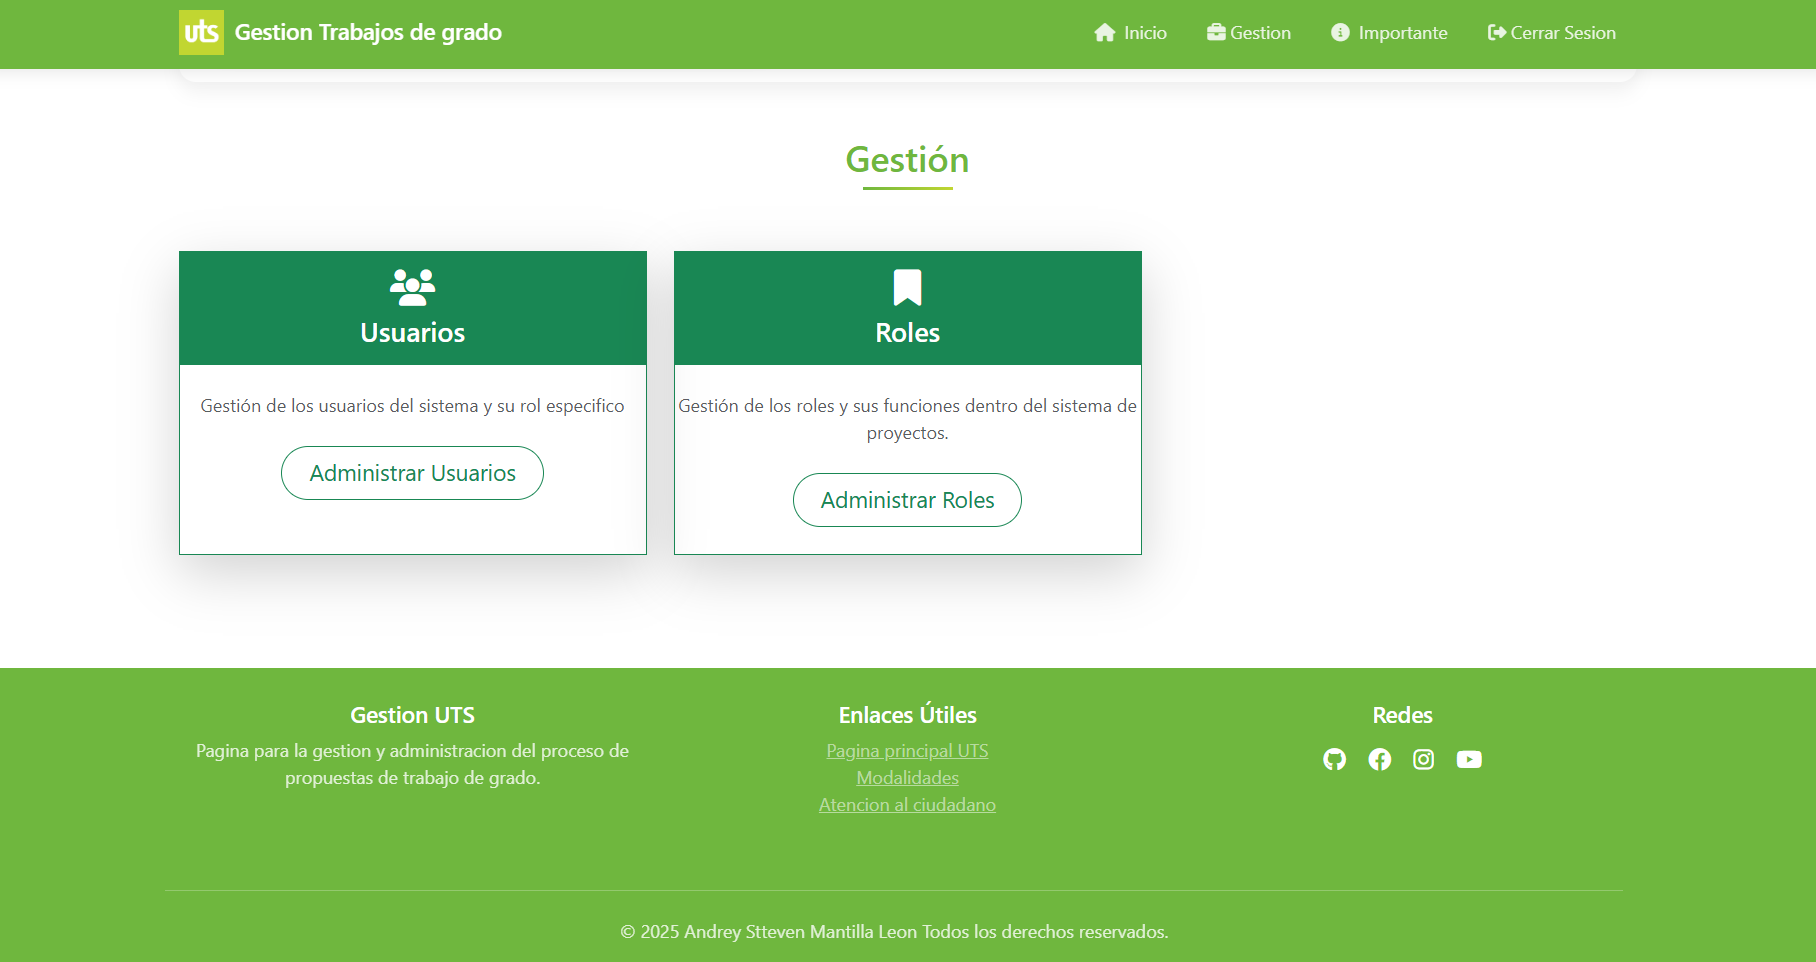 uts Gestion Trabajos de grado
Inicio
Gestion
Importante
Cerrar Sesion
Gestión
Usuarios
Gestión de los usuarios del sistema y su rol especifico
Administrar Usuarios
Roles
Gestión de los roles y sus funciones dentro del sistema de
proyectos.
Administrar Roles
Gestion UTS
Pagina para la gestion y administracion del proceso de
propuestas de trabajo de grado.
Enlaces Útiles
Pagina principal UTS
Modalidades
Atencion al ciudadano
Redes
© 2025 Andrey Stteven Mantilla Leon Todos los derechos reservados.